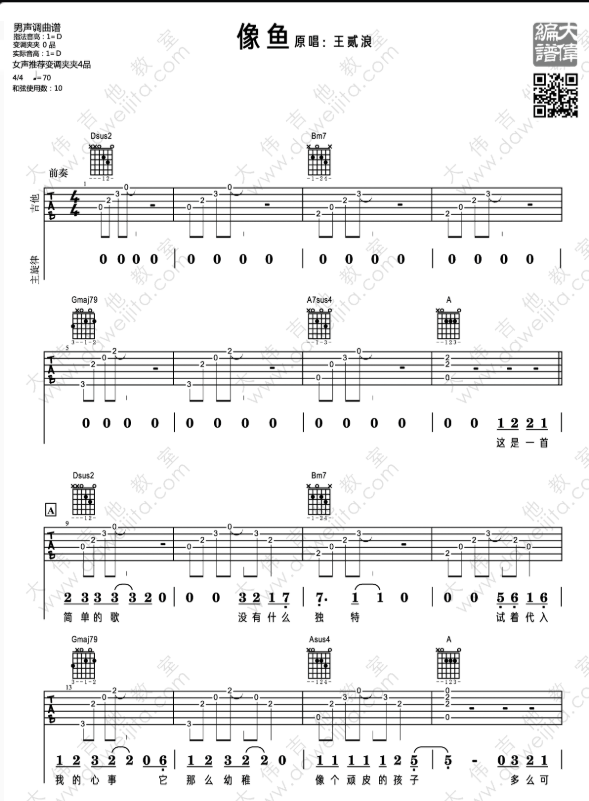 男声调曲谱
指法音高：1=D
变调夹夹 0 品
实际音高：1=D
女声推荐变调夹夹4品
4/4 ♩=70
和弦使用数：10
像鱼 原唱：王贰浪
大伟
编谱
Dsus2 Bm7
前奏
吉他
主旋律
0 0 0 0 0 0 0 0 0 0 0 0 0 0 0 0
Gmaj79 A7sus4 A
5
0 0 0 0 0 0 0 0 0 0 0 0 0 0 1 2 2 1
这 是 一 首
A
Dsus2 Bm7
9
2 3 3 3 3 3 2 0 0 0 3 2 1 7 7· 1 1 0 0 0 5 6 1 6
简 单 的 歌 没 有 什 么 独 特 试 着 代 入
Gmaj79 Asus4 A
13
1 2 3 2 2 0 6 1 2 3 2 2 0 1 1 1 1 1 2 5 5 - 0 3 2 1
我 的 心 事 它 那 么 幼 稚 像 个 顽 皮 的 孩 子 多 么 可
大伟吉他教室
www.daweijita.com